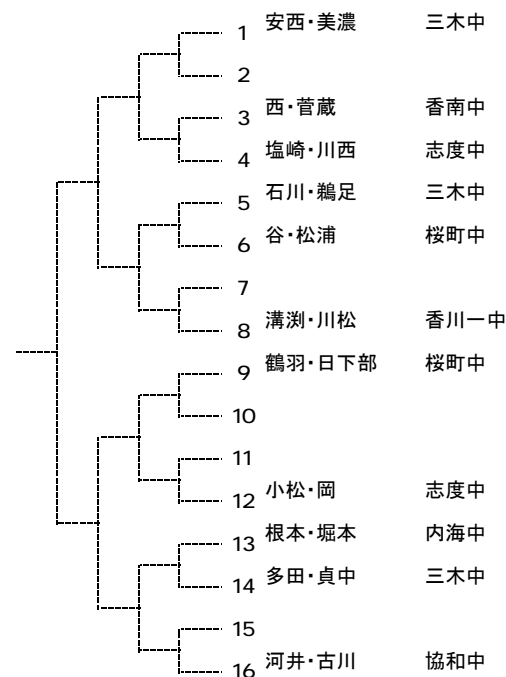 1 安西・美濃 三木中
2
3 西・菅蔵 香南中
4 塩崎・川西 志度中
5 石川・鵜足 三木中
6 谷・松浦 桜町中
7
8 溝渕・川松 香川一中
9 鶴羽・日下部 桜町中
10
11
12 小松・岡 志度中
13 根本・堀本 内海中
14 多田・貞中 三木中
15
16 河井・古川 協和中